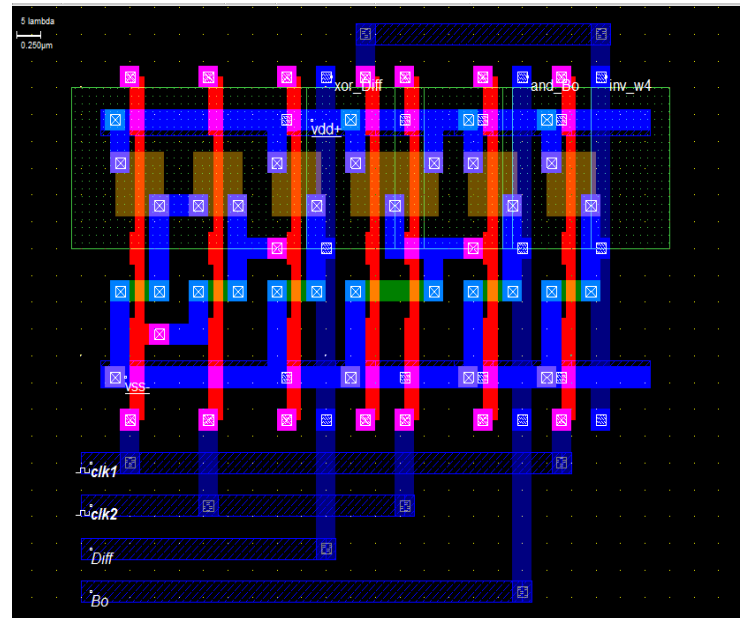 5 lambda
0.250µm
xor_Diff
and_Bo
inv_w4
vdd+
vss-
clk1
clk2
Diff
Bo